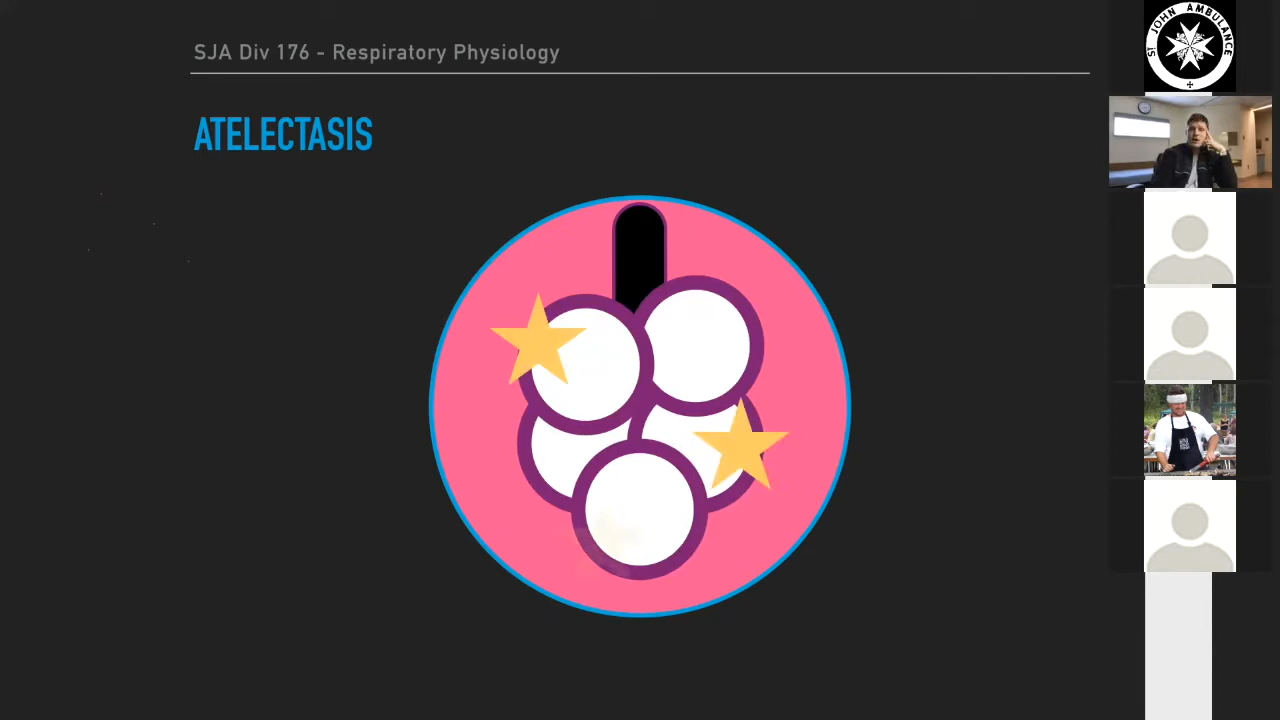 SJA Div 176 - Respiratory Physiology
ATELECTASIS
ST JOHN AMBULANCE